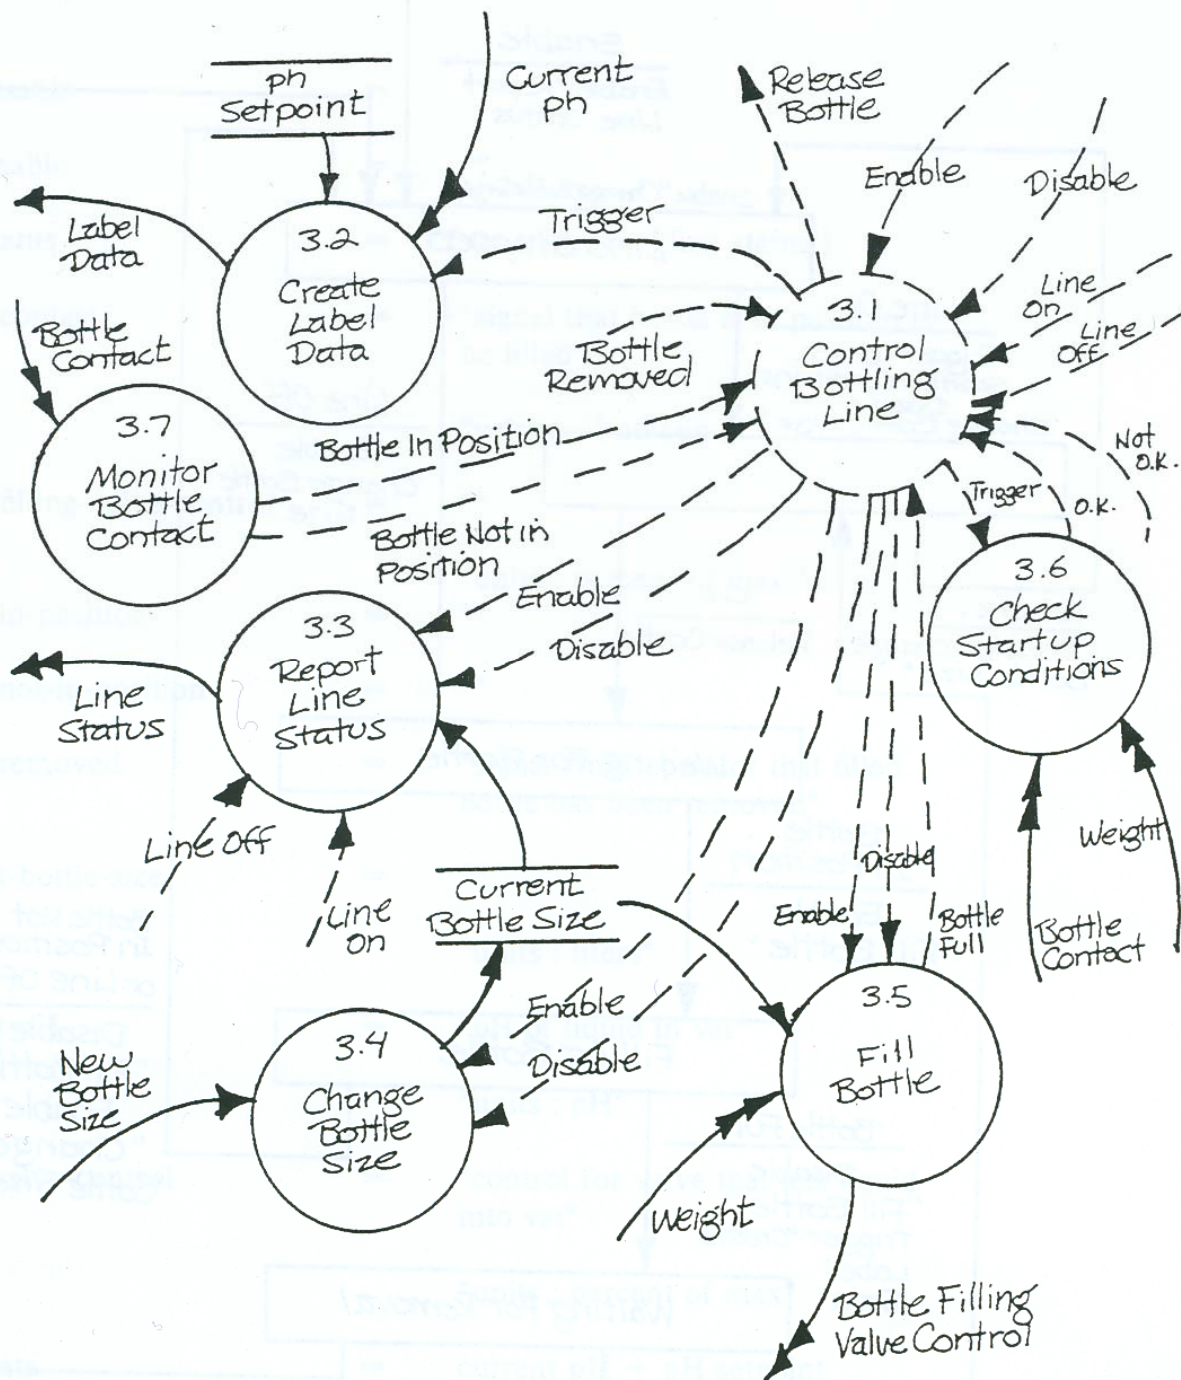 ph
Setpoint
Current
ph
Release
Bottle
Enable
Disable
Label
Data
3.2
Create
Label
Data
Trigger
Line
On
Line
Off
Bottle
Contact
Bottle
Removed
3.1
Control
Bottling
Line
3.7
Monitor
Bottle
Contact
Bottle In Position
Bottle Not in
Position
Trigger
O.K.
Not
O.K.
3.6
Check
Startup
Conditions
Enable
Disable
3.3
Report
Line
Status
Line
Status
Line Off
Line
On
Current
Bottle Size
Enable
Disable
Bottle
Full
Bottle
Contact
Weight
New
Bottle
Size
3.4
Change
Bottle
Size
Enable
Disable
3.5
Fill
Bottle
Weight
Bottle Filling
Valve Control